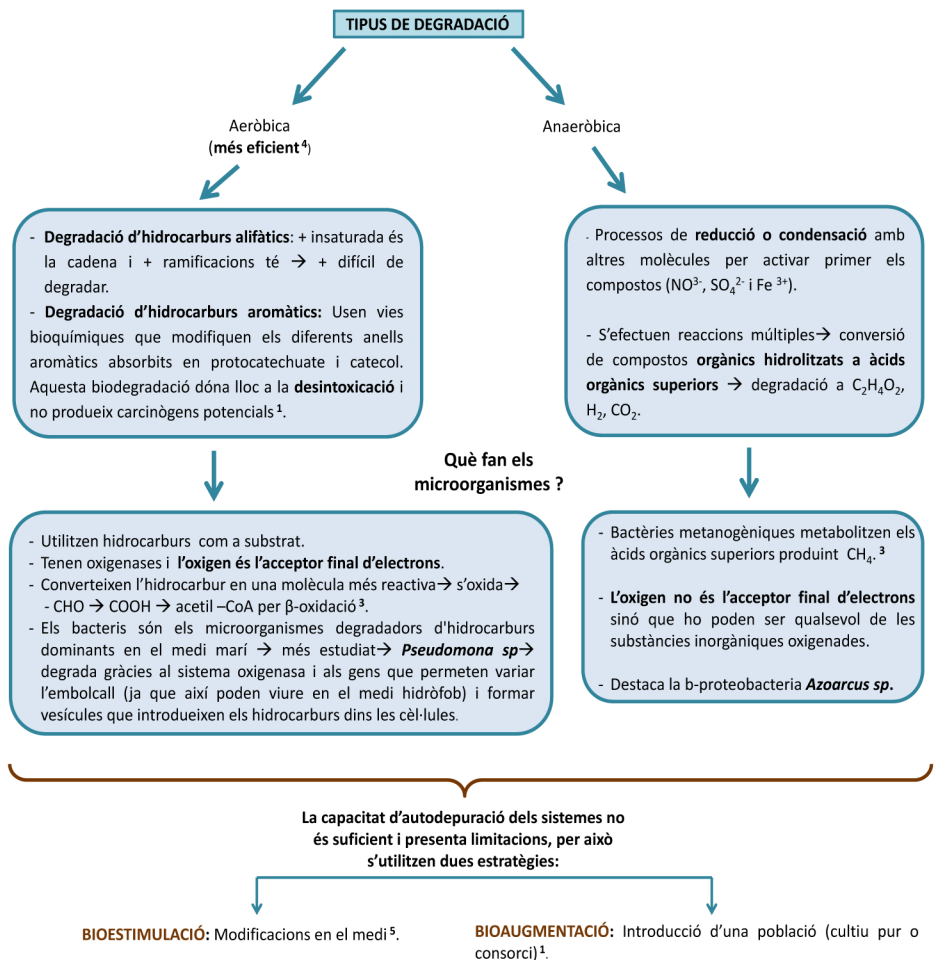 TIPUS DE DEGRADACIÓ
Aeròbica
(més eficient⁴)
Anaeròbica
- Degradació d'hidrocarburs alifàtics: + insaturada és
la cadena i + ramificacions té → + difícil de
degradar.
- Degradació d'hidrocarburs aromàtics: Usen vies
bioquímiques que modifiquen els diferents anells
aromàtics absorbits en protocatechuate i catecol.
Aquesta biodegradació dóna lloc a la desintoxicació i
no produeix carcinògens potencials ¹.
- Processos de reducció o condensació amb
altres molècules per activar primer els
compostos (NO³⁻, SO₄²⁻ i Fe ³⁺).
- S'efectuen reaccions múltiples→ conversió
de compostos orgànics hidrolitzats a àcids
orgànics superiors → degradació a C₂H₄O₂,
H₂, CO₂.
Què fan els
microorganismes ?
- Utilitzen hidrocarburs com a substrat.
- Tenen oxigenases i l'oxigen és l'acceptor final d'electrons.
- Converteixen l'hidrocarbur en una molècula més reactiva→ s'oxida→
- CHO → COOH → acetil –CoA per β-oxidació ³.
- Els bacteris són els microorganismes degradadors d'hidrocarburs
dominants en el medi marí → més estudiat→ Pseudomona sp→
degrada gràcies al sistema oxigenasa i als gens que permeten variar
l'embolcall (ja que així poden viure en el medi hidròfob) i formar
vesícules que introdueixen els hidrocarburs dins les cèl·lules.
- Bactèries metanogèniques metabolitzen els
àcids orgànics superiors produint CH₄. ³
- L'oxigen no és l'acceptor final d'electrons
sinó que ho poden ser qualsevol de les
substàncies inorgàniques oxigenades.
- Destaca la b-proteobacteria Azoarcus sp.
La capacitat d'autodepuració dels sistemes no
és suficient i presenta limitacions, per això
s'utilitzen dues estratègies:
BIOESTIMULACIÓ: Modificacions en el medi ⁵.
BIOAUGMENTACIÓ: Introducció d'una població (cultiu pur o
consorci) ¹.